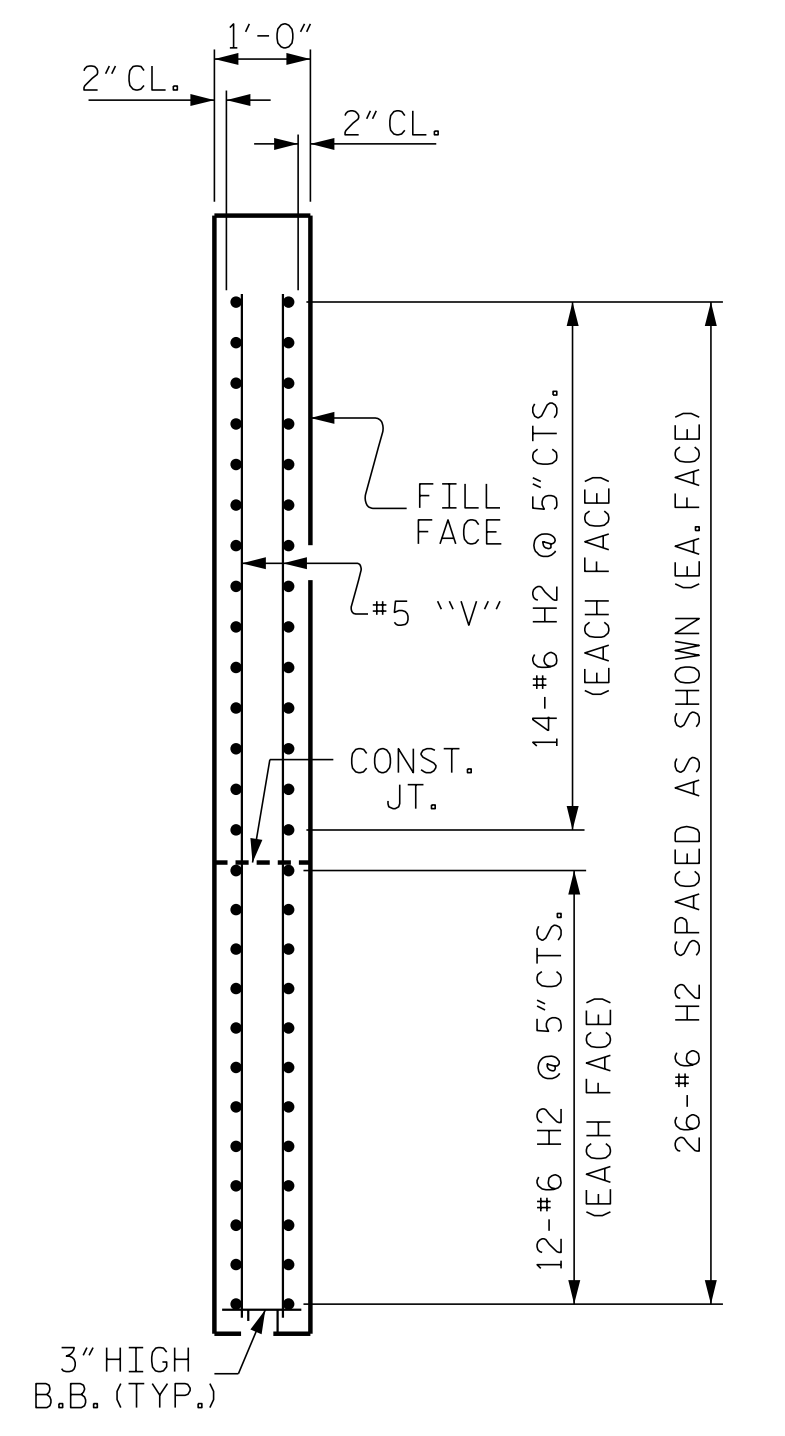 1'-0"
2" CL.
2" CL.
FILL
FACE
#5 ''V''
CONST.
JT.
14-#6 H2 @ 5" CTS.
(EACH FACE)
26-#6 H2 SPACED AS SHOWN (EA. FACE)
12-#6 H2 @ 5" CTS.
(EACH FACE)
3" HIGH
B.B. (TYP.)